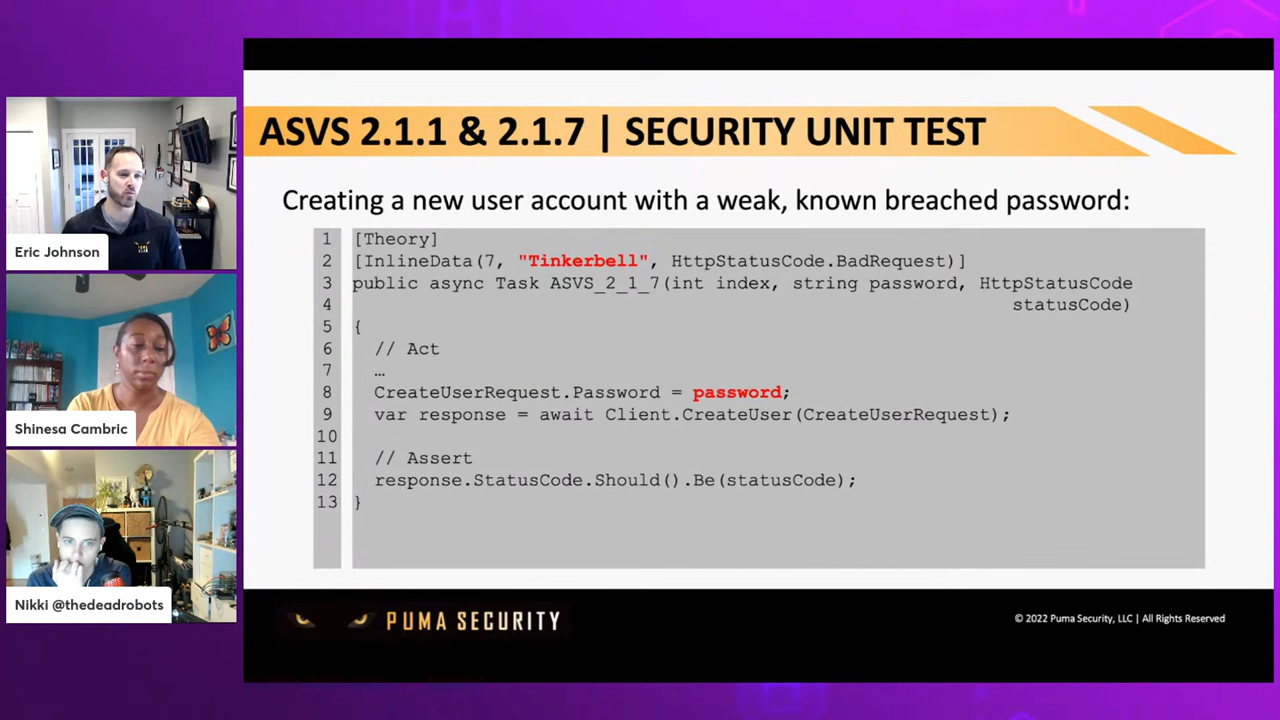 ASVS 2.1.1 & 2.1.7 | SECURITY UNIT TEST
Creating a new user account with a weak, known breached password:
1 [Theory]
2 [InlineData(7, "Tinkerbell", HttpStatusCode.BadRequest)]
3 public async Task ASVS_2_1_7(int index, string password, HttpStatusCode
4 statusCode)
5 {
6 // Act
7 …
8 CreateUserRequest.Password = password;
9 var response = await Client.CreateUser(CreateUserRequest);
10
11 // Assert
12 response.StatusCode.Should().Be(statusCode);
13 }
PUMA SECURITY
© 2022 Puma Security, LLC | All Rights Reserved
Eric Johnson
Shinesa Cambric
Nikki @thedeadrobots